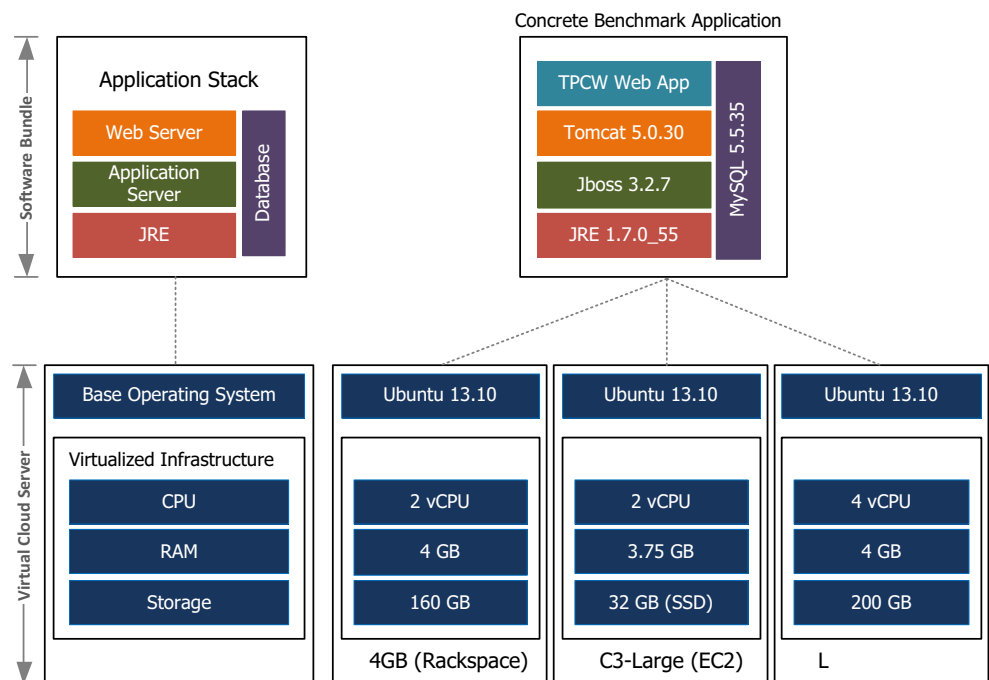 Concrete Benchmark Application
Software Bundle
Application Stack
Web Server
Application
Server
JRE
Database
TPCW Web App
Tomcat 5.0.30
Jboss 3.2.7
JRE 1.7.0_55
MySQL 5.5.35
Virtual Cloud Server
Base Operating System
Virtualized Infrastructure
CPU
RAM
Storage
Ubuntu 13.10
2 vCPU
4 GB
160 GB
4GB (Rackspace)
Ubuntu 13.10
2 vCPU
3.75 GB
32 GB (SSD)
C3-Large (EC2)
Ubuntu 13.10
4 vCPU
4 GB
200 GB
L